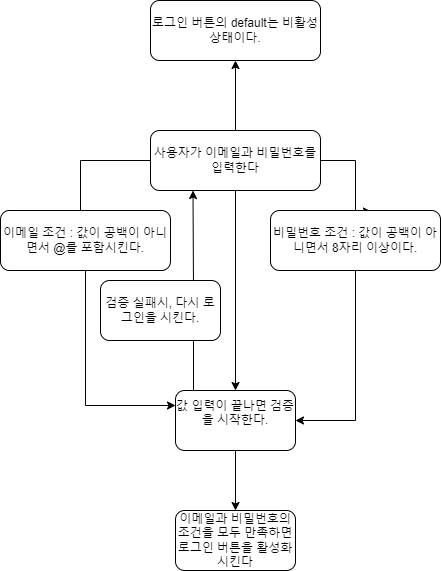 로그인 버튼의 default는 비활성
상태이다.
사용자가 이메일과 비밀번호를
입력한다
이메일 조건 : 값이 공백이 아니
면서 @를 포함시킨다.
비밀번호 조건 : 값이 공백이 아
니면서 8자리 이상이다.
검증 실패시, 다시 로
그인을 시킨다.
값 입력이 끝나면 검증
을 시작한다.
이메일과 비밀번호의
조건을 모두 만족하면
로그인 버튼을 활성화
시킨다